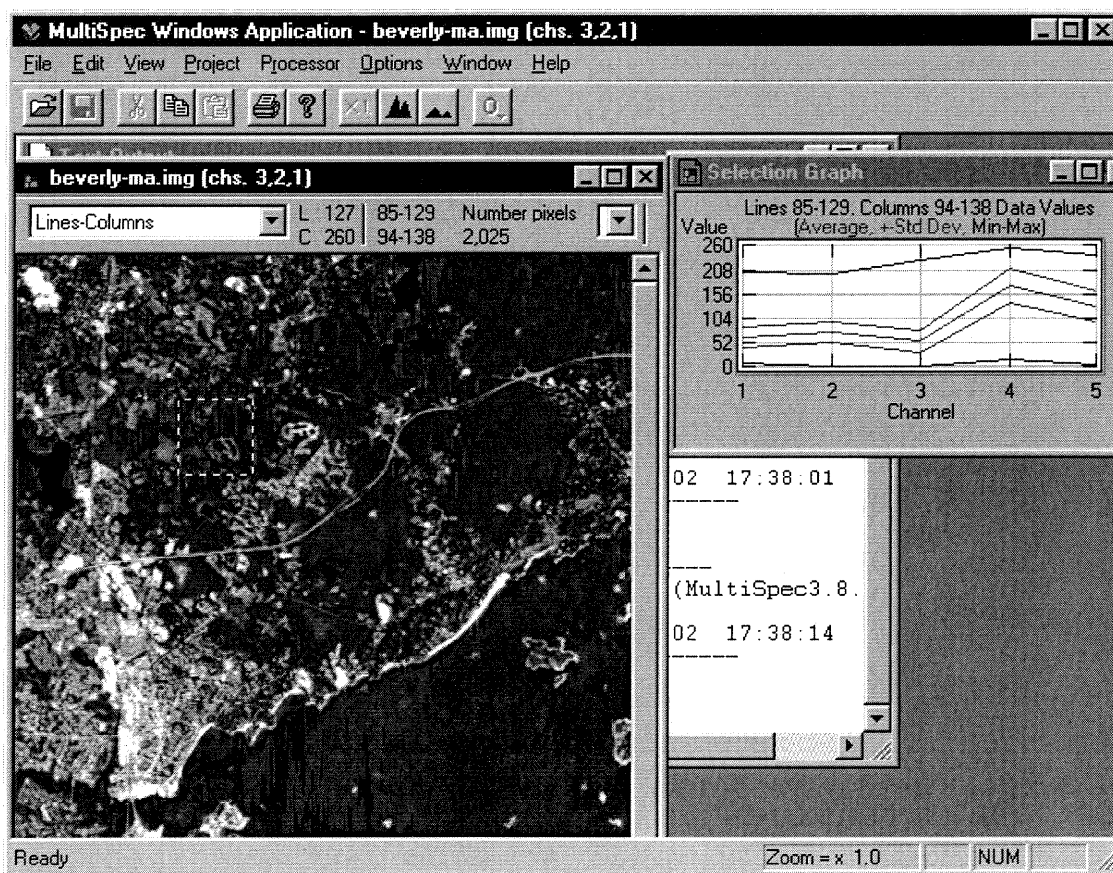 MultiSpec Windows Application - beverly-ma.img (chs. 3,2,1)
File Edit View Project Processor Options Window Help
beverly-ma.img (chs. 3,2,1)
Lines-Columns
L 127 85-129 Number pixels
C 260 94-138 2,025
Selection Graph
Lines 85-129. Columns 94-138 Data Values
(Average, +-Std Dev, Min-Max)
Value
260
208
156
104
52
0
1 2 3 4 5
Channel
02 17:38:01
-------
-----
(MultiSpec3.8.
02 17:38:14
-------
Ready Zoom = x 1.0 NUM